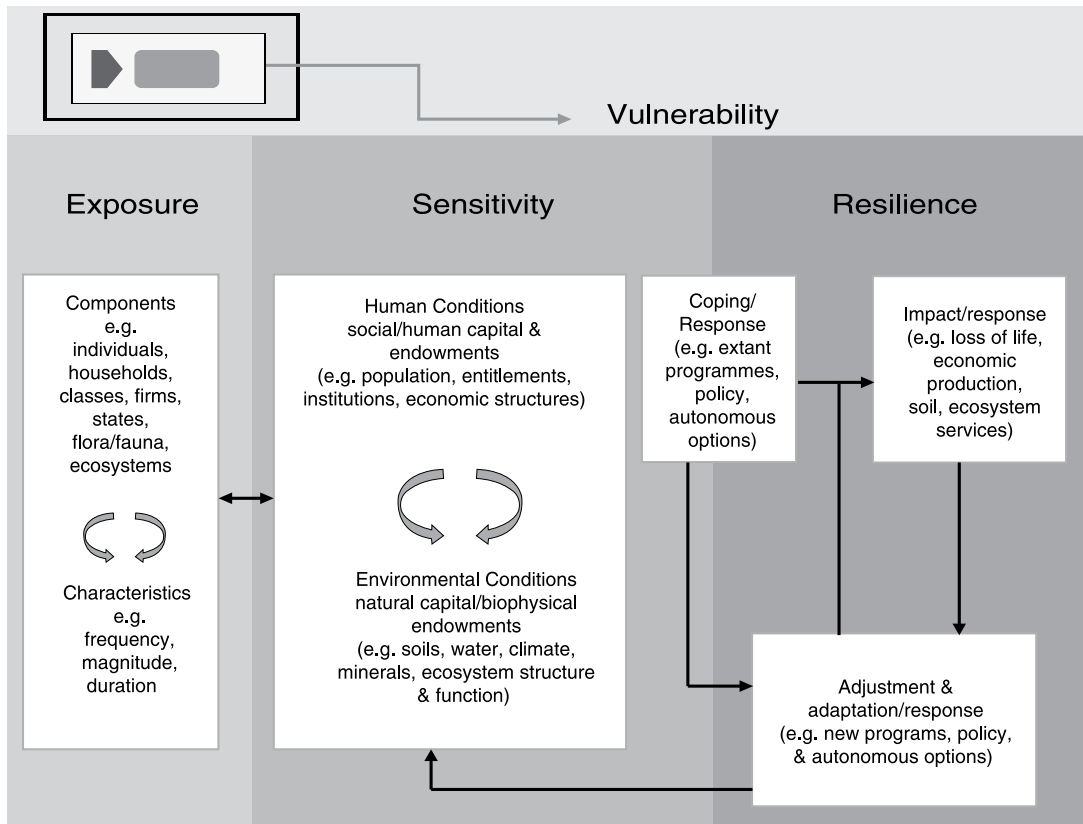 Vulnerability
Exposure
Sensitivity
Resilience
Components
e.g.
individuals,
households,
classes, firms,
states,
flora/fauna,
ecosystems
Characteristics
e.g.
frequency,
magnitude,
duration
Human Conditions
social/human capital &
endowments
(e.g. population, entitlements,
institutions, economic structures)
Environmental Conditions
natural capital/biophysical
endowments
(e.g. soils, water, climate,
minerals, ecosystem structure
& function)
Coping/
Response
(e.g. extant
programmes,
policy,
autonomous
options)
Impact/response
(e.g. loss of life,
economic
production,
soil, ecosystem
services)
Adjustment &
adaptation/response
(e.g. new programs, policy,
& autonomous options)